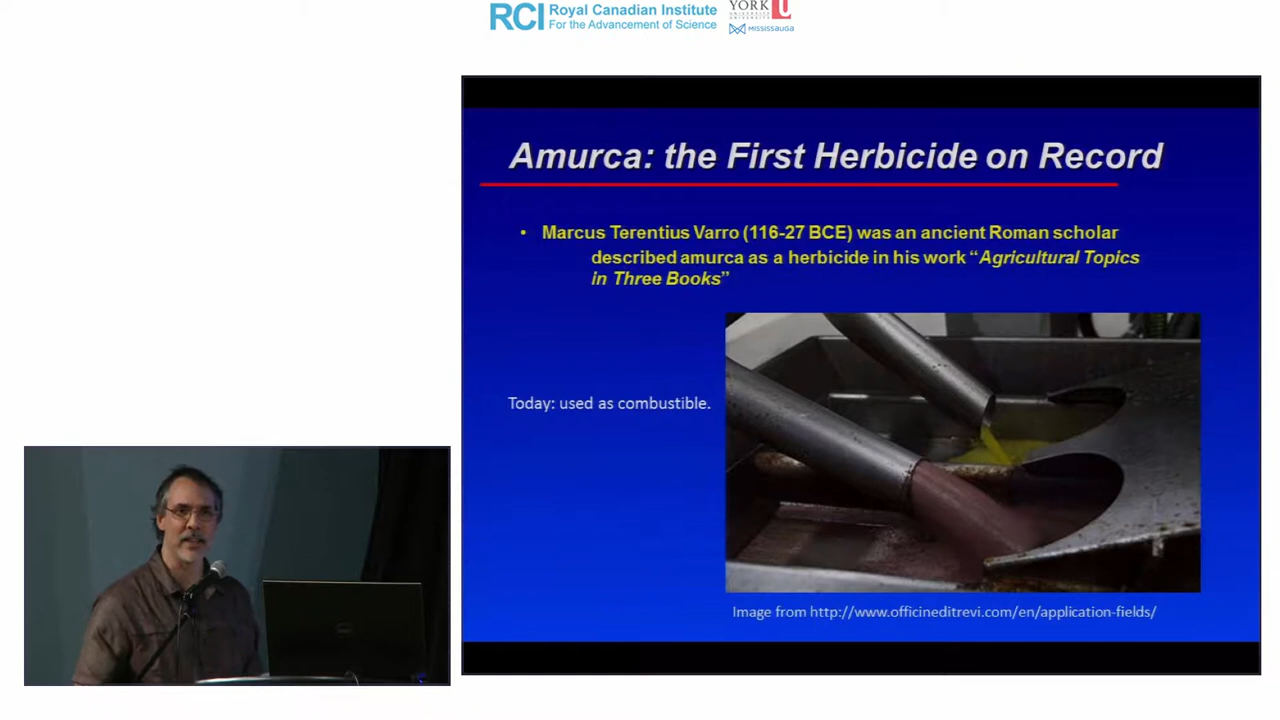 RCI Royal Canadian Institute
For the Advancement of Science
YORK U
UNIVERSITÉ
UNIVERSITY
MISSISSAUGA
Amurca: the First Herbicide on Record
• Marcus Terentius Varro (116-27 BCE) was an ancient Roman scholar
described amurca as a herbicide in his work “Agricultural Topics
in Three Books”
Today: used as combustible.
Image from http://www.officineditrevi.com/en/application-fields/